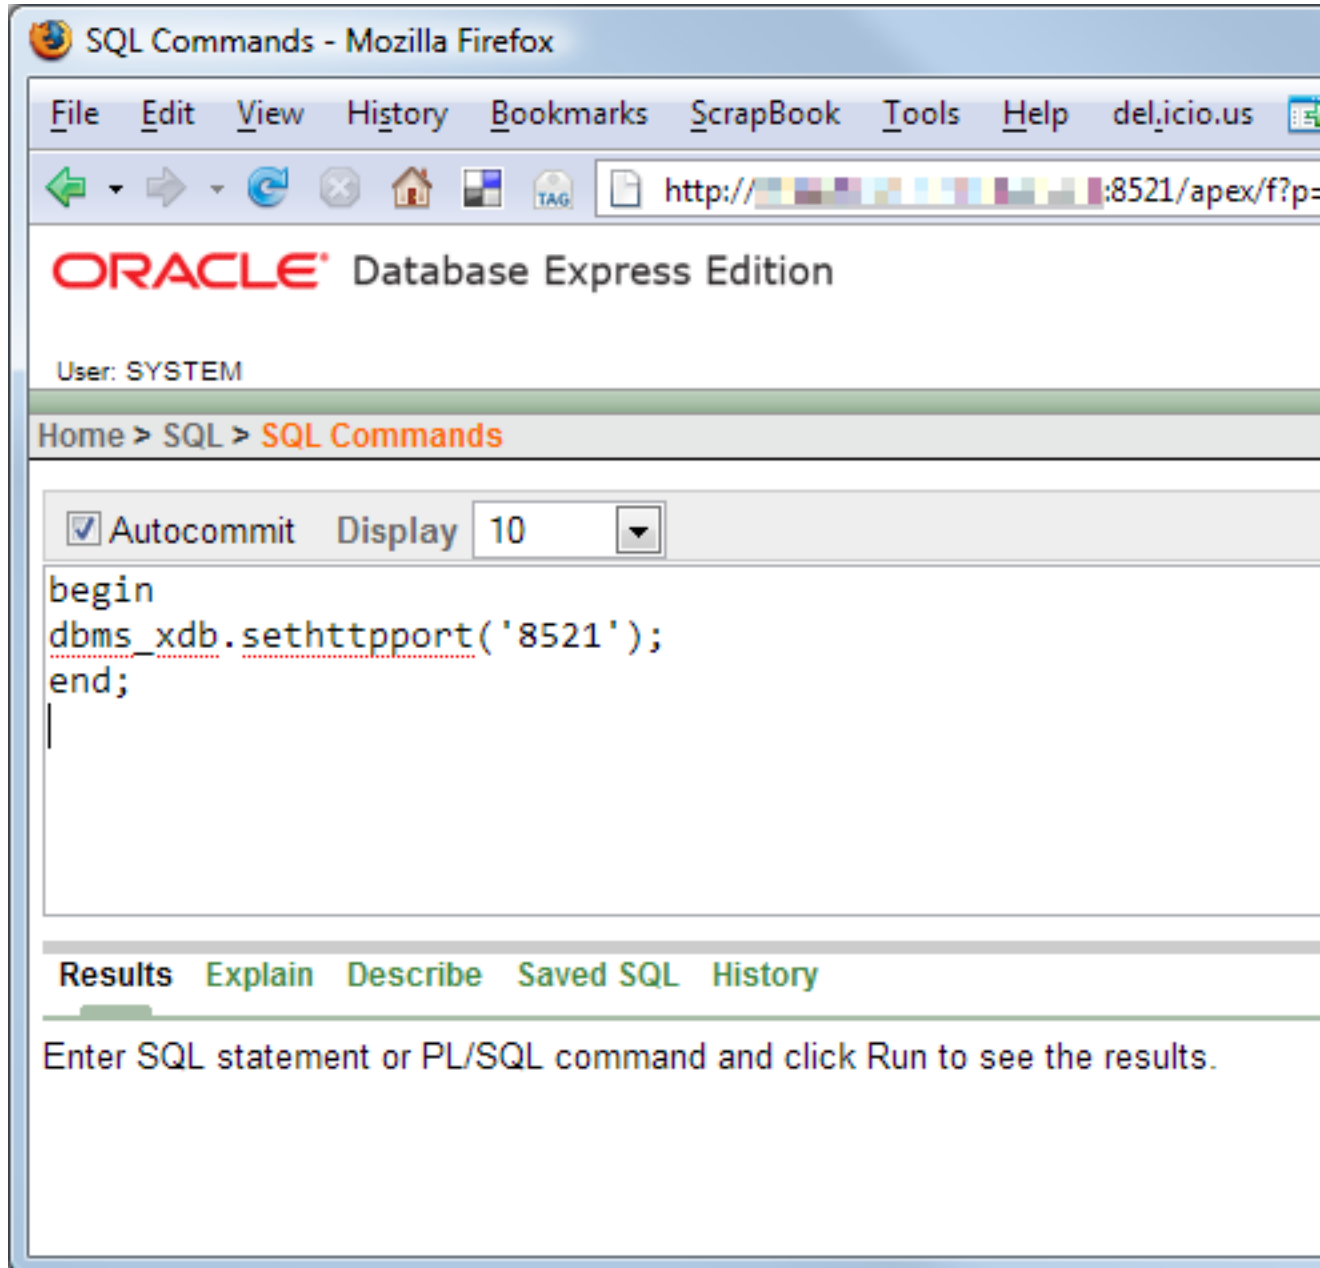 SQL Commands - Mozilla Firefox
File Edit View History Bookmarks ScrapBook Tools Help del.icio.us
TAG http:// :8521/apex/f?p=
ORACLE Database Express Edition
User: SYSTEM
Home > SQL > SQL Commands
Autocommit Display 10
begin
dbms_xdb.sethttpport('8521');
end;
Results Explain Describe Saved SQL History
Enter SQL statement or PL/SQL command and click Run to see the results.